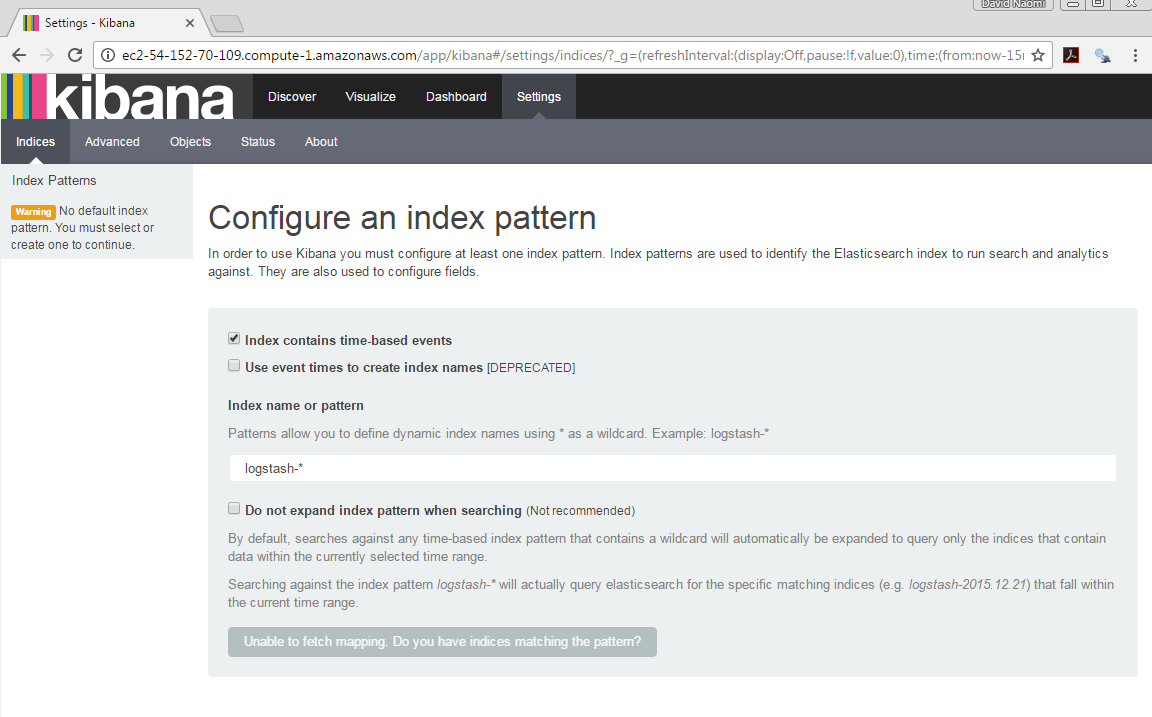 David Naomi
Settings - Kibana
ec2-54-152-70-109.compute-1.amazonaws.com/app/kibana#/settings/indices/?_g=(refreshInterval:(display:Off,pause:!f,value:0),time:(from:now-15
kibana Discover Visualize Dashboard Settings
Indices Advanced Objects Status About
Index Patterns
Warning No default index
pattern. You must select or
create one to continue.
Configure an index pattern
In order to use Kibana you must configure at least one index pattern. Index patterns are used to identify the Elasticsearch index to run search and analytics
against. They are also used to configure fields.
Index contains time-based events
Use event times to create index names [DEPRECATED]
Index name or pattern
Patterns allow you to define dynamic index names using * as a wildcard. Example: logstash-*
logstash-*
Do not expand index pattern when searching (Not recommended)
By default, searches against any time-based index pattern that contains a wildcard will automatically be expanded to query only the indices that contain
data within the currently selected time range.
Searching against the index pattern logstash-* will actually query elasticsearch for the specific matching indices (e.g. logstash-2015.12.21) that fall within
the current time range.
Unable to fetch mapping. Do you have indices matching the pattern?